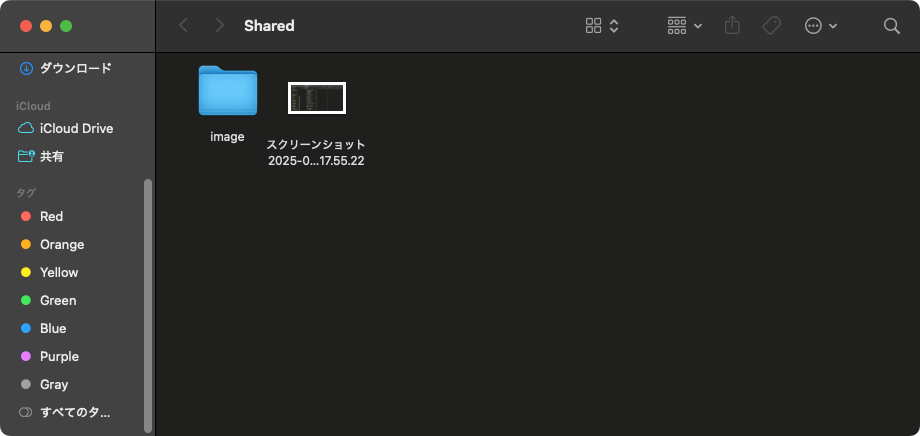 Shared
ダウンロード
iCloud
iCloud Drive
共有
タグ
Red
Orange
Yellow
Green
Blue
Purple
Gray
すべてのタ...
image
スクリーンショット
2025-0...17.55.22